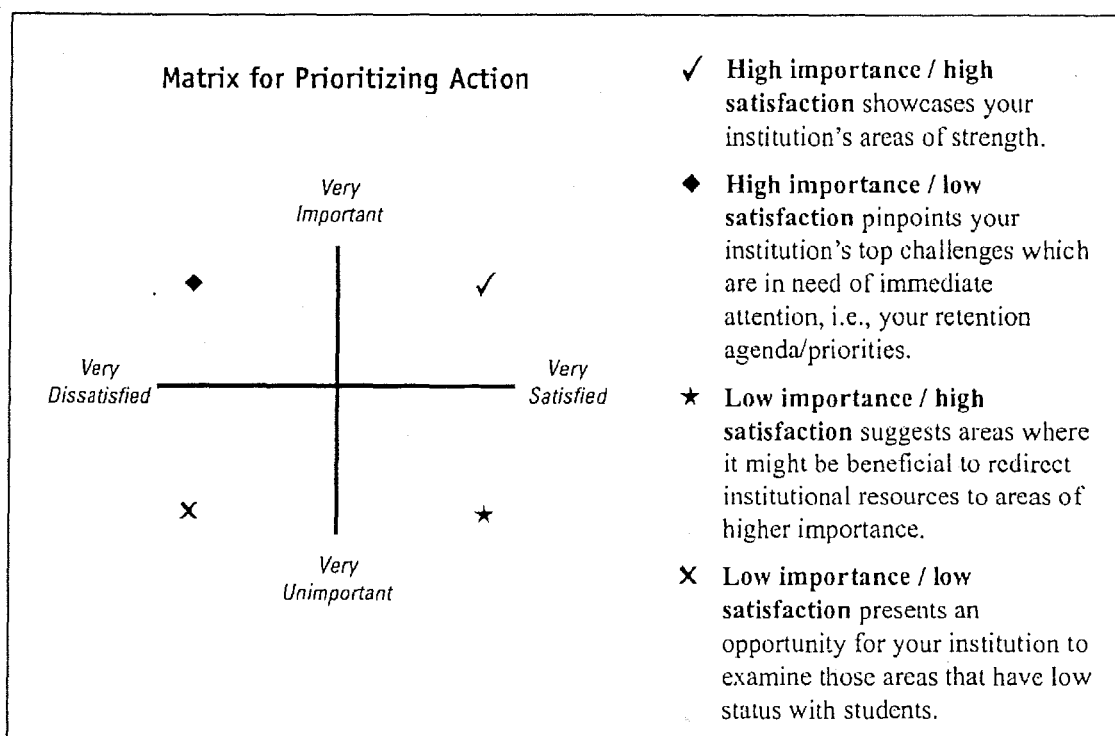 Matrix for Prioritizing Action
Very
Important
Very
Dissatisfied
Very
Satisfied
Very
Unimportant
✓ High importance / high
satisfaction showcases your
institution's areas of strength.
◆ High importance / low
satisfaction pinpoints your
institution's top challenges which
are in need of immediate
attention, i.e., your retention
agenda/priorities.
★ Low importance / high
satisfaction suggests areas where
it might be beneficial to redirect
institutional resources to areas of
higher importance.
✕ Low importance / low
satisfaction presents an
opportunity for your institution to
examine those areas that have low
status with students.